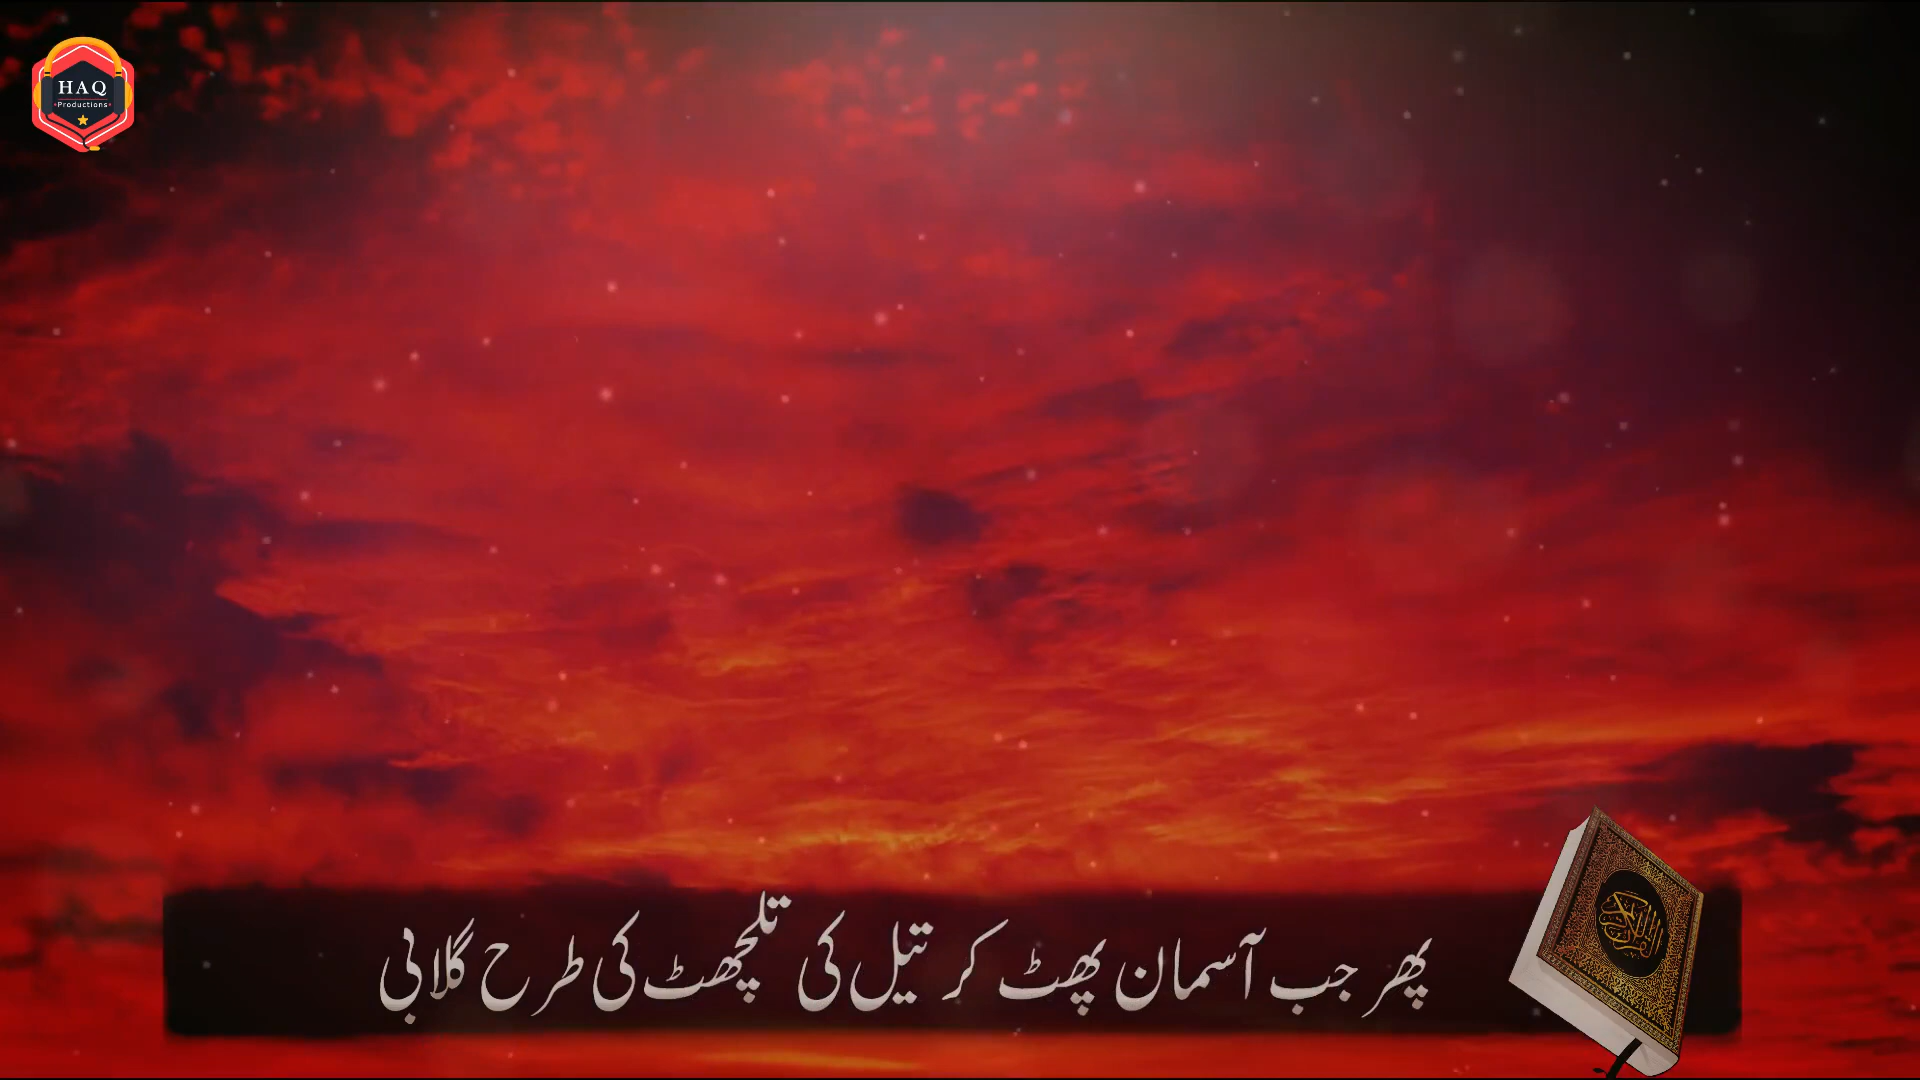 HAQ
Productions
پھر جب آسمان پھٹ کر تیل کی تلچھٹ کی طرح گلابی